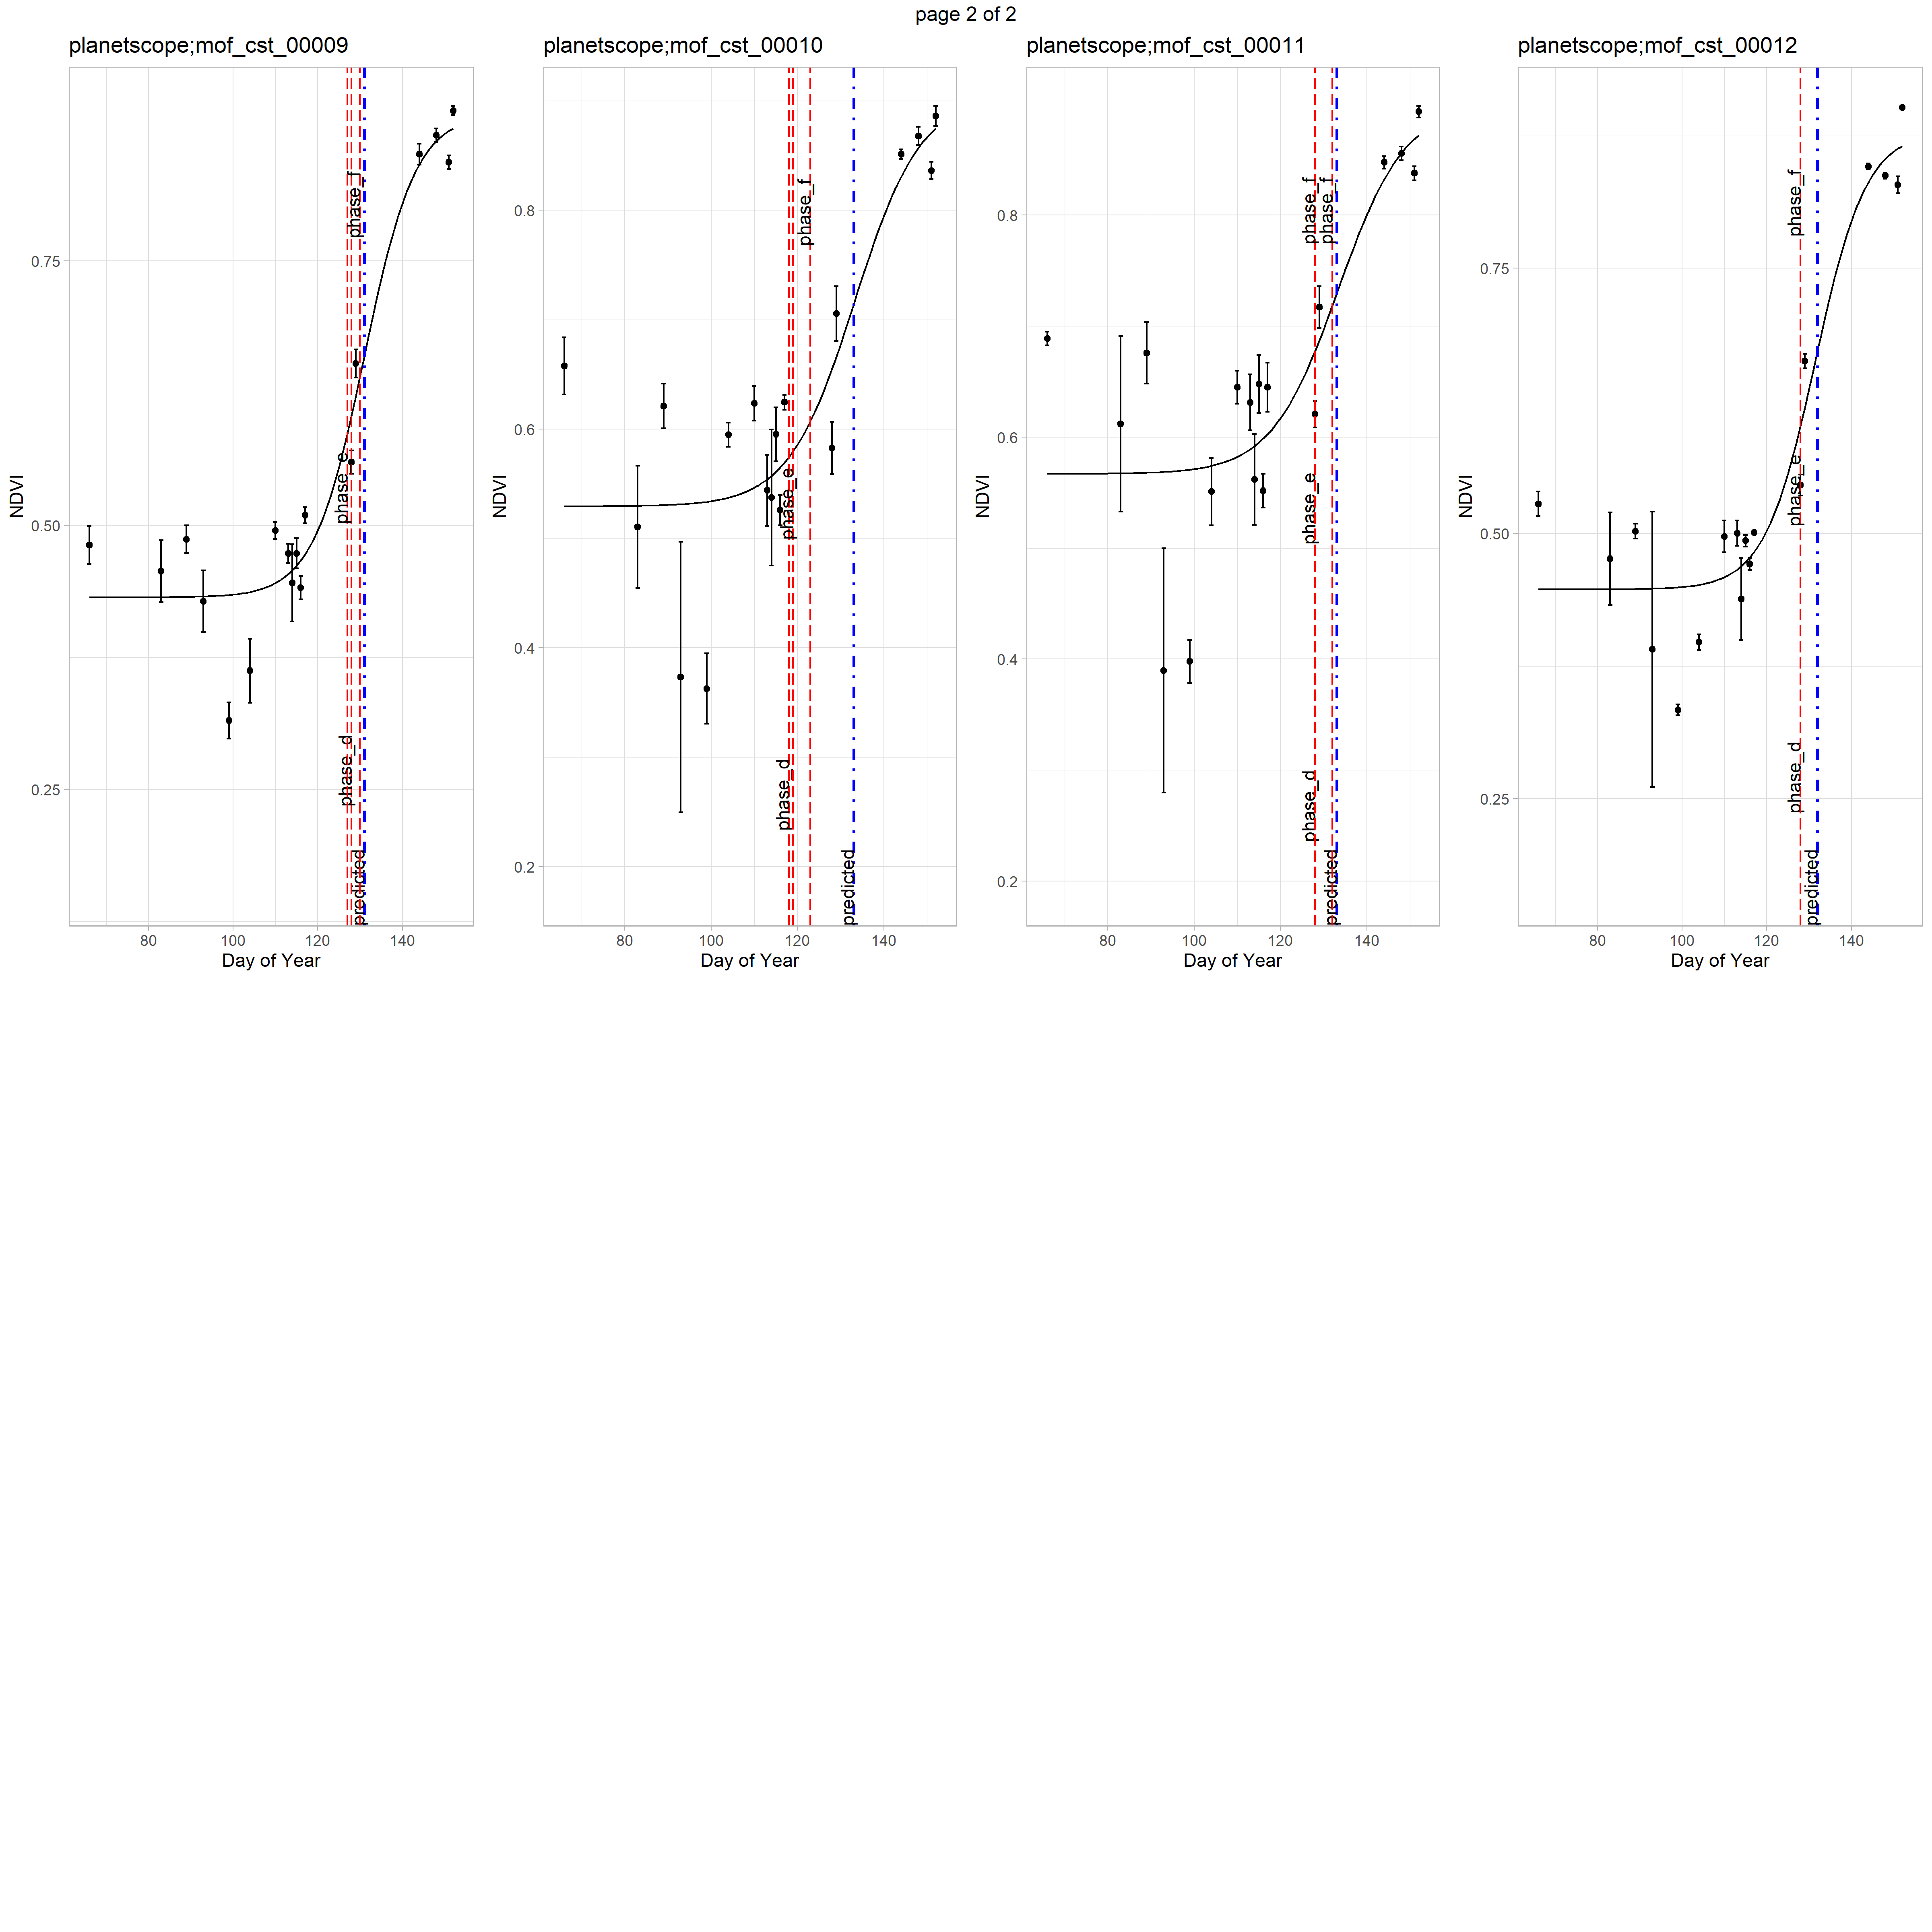 page 2 of 2
planetscope;mof_cst_00009
NDVI
0.75
0.50
0.25
phase_f
phase_e
phase_d
predicted
80 100 120 140
Day of Year
planetscope;mof_cst_00010
NDVI
0.8
0.6
0.4
0.2
phase_f
phase_e
phase_d
predicted
80 100 120 140
Day of Year
planetscope;mof_cst_00011
NDVI
0.8
0.6
0.4
0.2
phase_f
phase_f
phase_e
phase_d
predicted
80 100 120 140
Day of Year
planetscope;mof_cst_00012
NDVI
0.75
0.50
0.25
phase_f
phase_e
phase_d
predicted
80 100 120 140
Day of Year